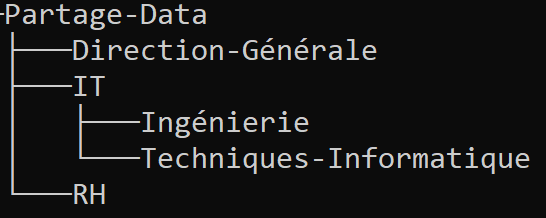 Partage-Data
Direction-Générale
IT
Ingénierie
Techniques-Informatique
RH